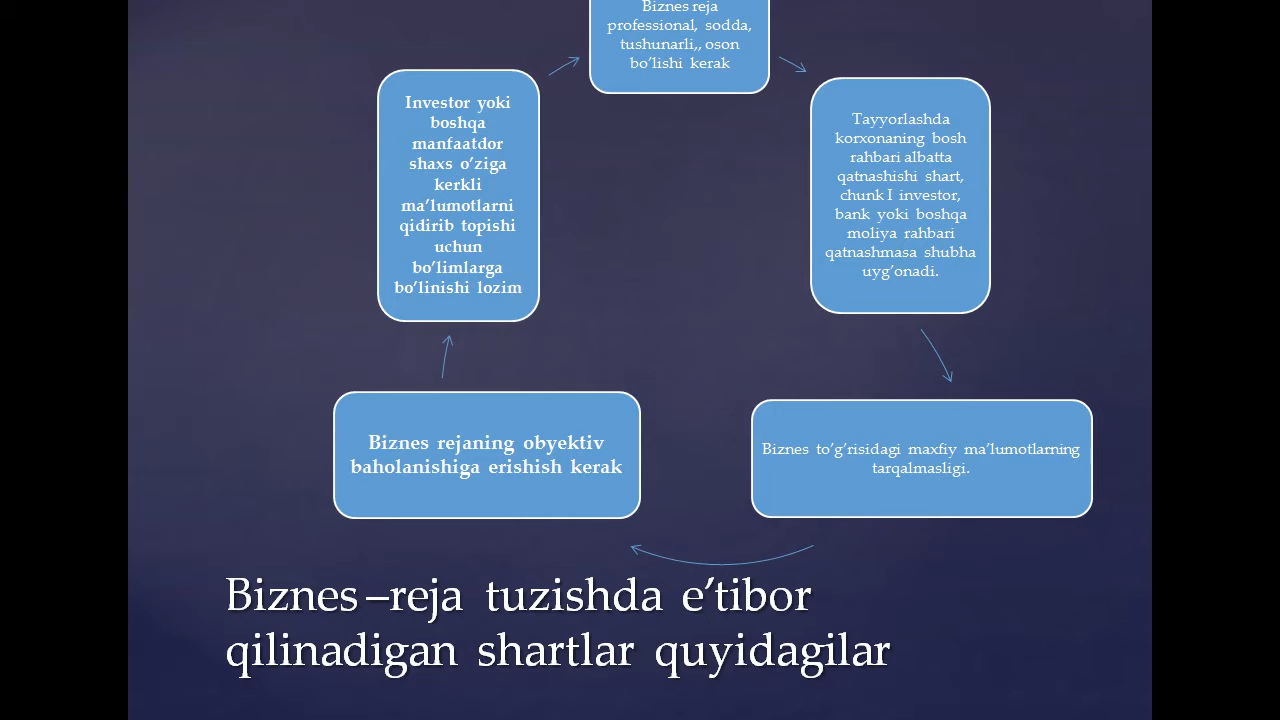 Biznes reja
professional, sodda,
tushunarli,, oson
bo’lishi kerak
Tayyorlashda
korxonaning bosh
rahbari albatta
qatnashishi shart,
chunk I investor,
bank yoki boshqa
moliya rahbari
qatnashmasa shubha
uyg’onadi.
Biznes to’g’risidagi maxfiy ma’lumotlarning
tarqalmasligi.
Biznes rejaning obyektiv
baholanishiga erishish kerak
Investor yoki
boshqa
manfaatdor
shaxs o’ziga
kerkli
ma’lumotlarni
qidirib topishi
uchun
bo’limlarga
bo’linishi lozim
Biznes –reja tuzishda e’tibor
qilinadigan shartlar quyidagilar